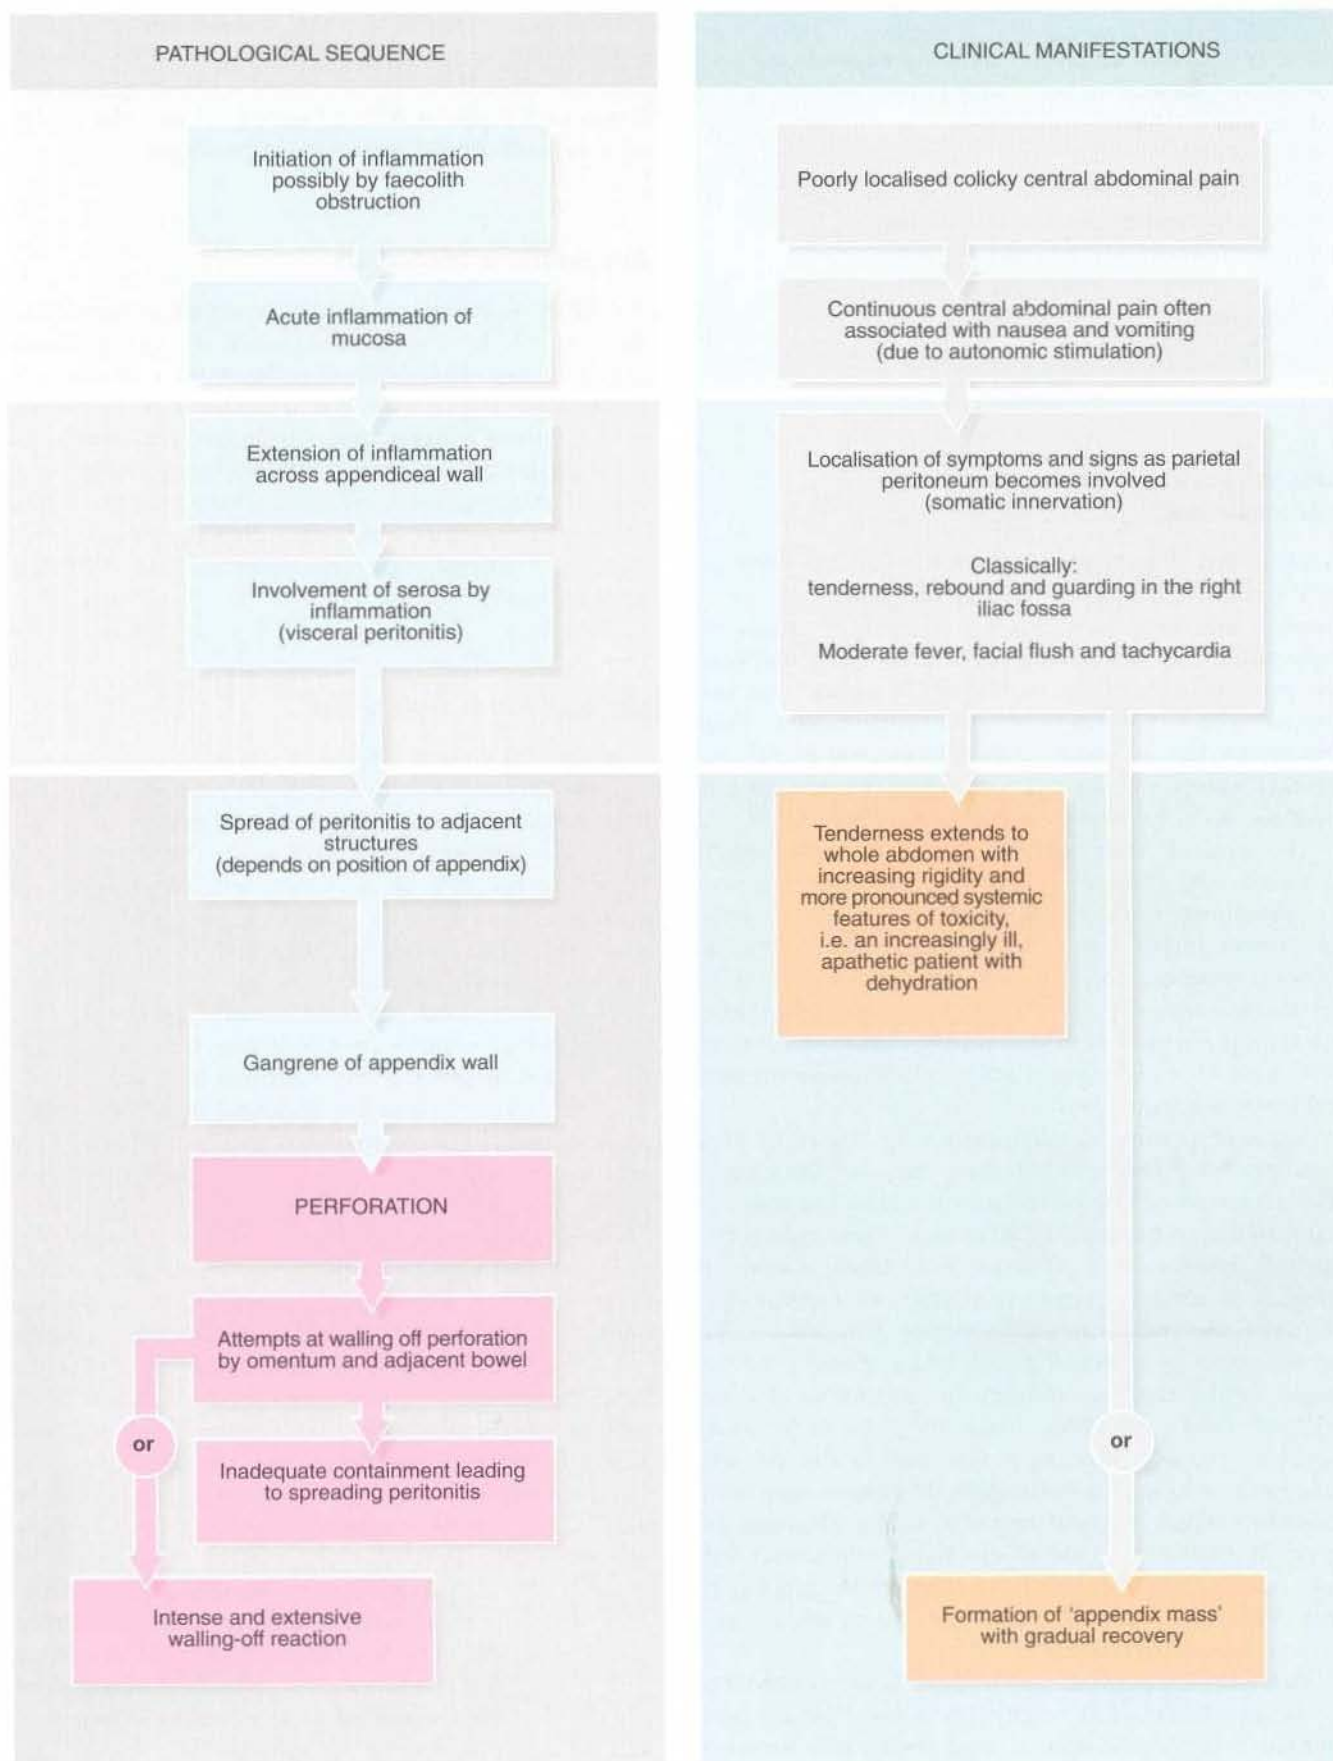 PATHOLOGICAL SEQUENCE
Initiation of inflammation
possibly by faecolith
obstruction
Acute inflammation of
mucosa
Extension of inflammation
across appendiceal wall
Involvement of serosa by
inflammation
(visceral peritonitis)
Spread of peritonitis to adjacent
structures
(depends on position of appendix)
Gangrene of appendix wall
PERFORATION
Attempts at walling off perforation
by omentum and adjacent bowel
or
Inadequate containment leading
to spreading peritonitis
Intense and extensive
walling-off reaction
CLINICAL MANIFESTATIONS
Poorly localised colicky central abdominal pain
Continuous central abdominal pain often
associated with nausea and vomiting
(due to autonomic stimulation)
Localisation of symptoms and signs as parietal
peritoneum becomes involved
(somatic innervation)
Classically:
tenderness, rebound and guarding in the right
iliac fossa
Moderate fever, facial flush and tachycardia
Tenderness extends to
whole abdomen with
increasing rigidity and
more pronounced systemic
features of toxicity,
i.e. an increasingly ill,
apathetic patient with
dehydration
or
Formation of 'appendix mass'
with gradual recovery